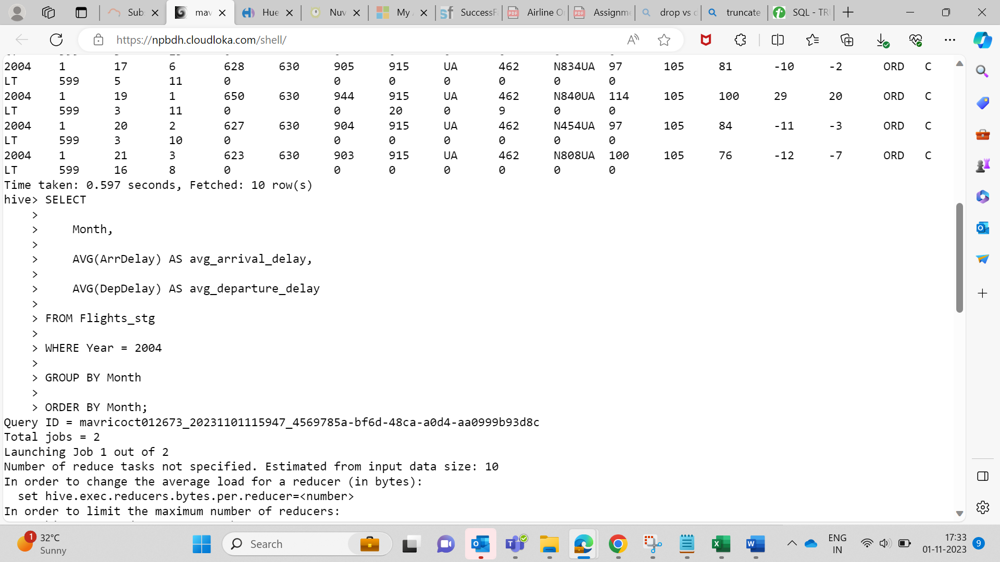 Sub
mav
Hue
Nuv
My
SuccessF
Airline O
Assignme
drop vs d
truncate
SQL - TR
https://npbdh.cloudloka.com/shell/
2004 1 17 6 628 630 905 915 UA 462 N834UA 97 105 81 -10 -2 ORD C
LT 599 5 11 0 0 0 0 0 0 0
2004 1 19 1 650 630 944 915 UA 462 N840UA 114 105 100 29 20 ORD C
LT 599 3 11 0 0 20 0 9 0 0
2004 1 20 2 627 630 904 915 UA 462 N454UA 97 105 84 -11 -3 ORD C
LT 599 3 10 0 0 0 0 0 0 0
2004 1 21 3 623 630 903 915 UA 462 N808UA 100 105 76 -12 -7 ORD C
LT 599 16 8 0 0 0 0 0 0 0
Time taken: 0.597 seconds, Fetched: 10 row(s)
hive> SELECT
>
> Month,
>
> AVG(ArrDelay) AS avg_arrival_delay,
>
> AVG(DepDelay) AS avg_departure_delay
>
> FROM Flights_stg
>
> WHERE Year = 2004
>
> GROUP BY Month
>
> ORDER BY Month;
Query ID = mavricoct012673_20231101115947_4569785a-bf6d-48ca-a0d4-aa0999b93d8c
Total jobs = 2
Launching Job 1 out of 2
Number of reduce tasks not specified. Estimated from input data size: 10
In order to change the average load for a reducer (in bytes):
set hive.exec.reducers.bytes.per.reducer=<number>
In order to limit the maximum number of reducers:
1
32°C
Sunny
Search
ENG
IN
17:33
01-11-2023
9